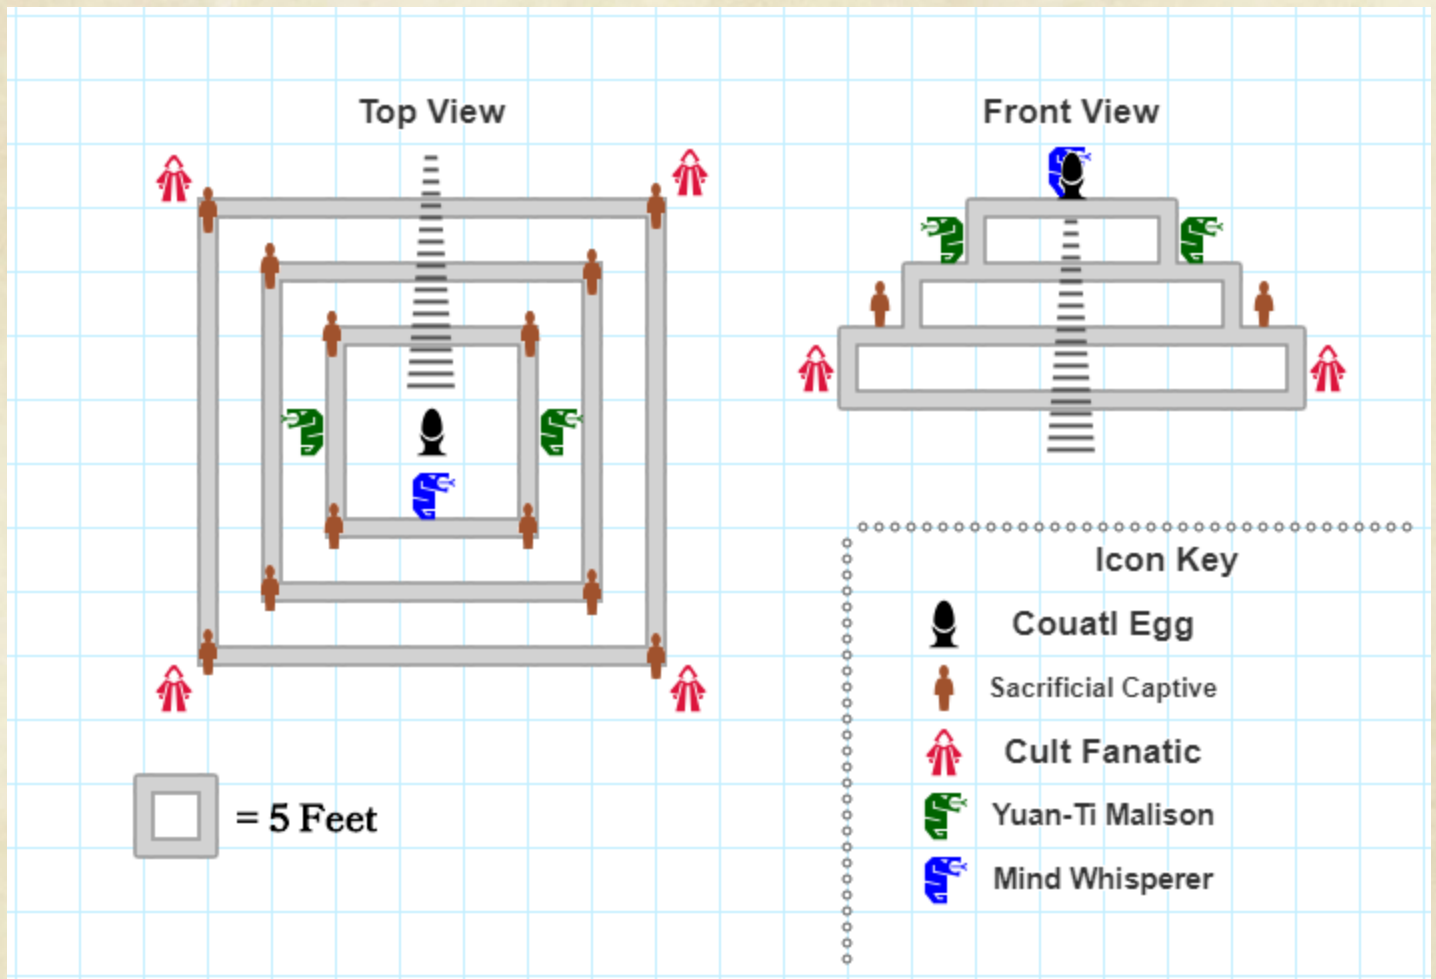 Top View
Front View
Icon Key
Couatl Egg
Sacrificial Captive
Cult Fanatic
Yuan-Ti Malison
Mind Whisperer
= 5 Feet